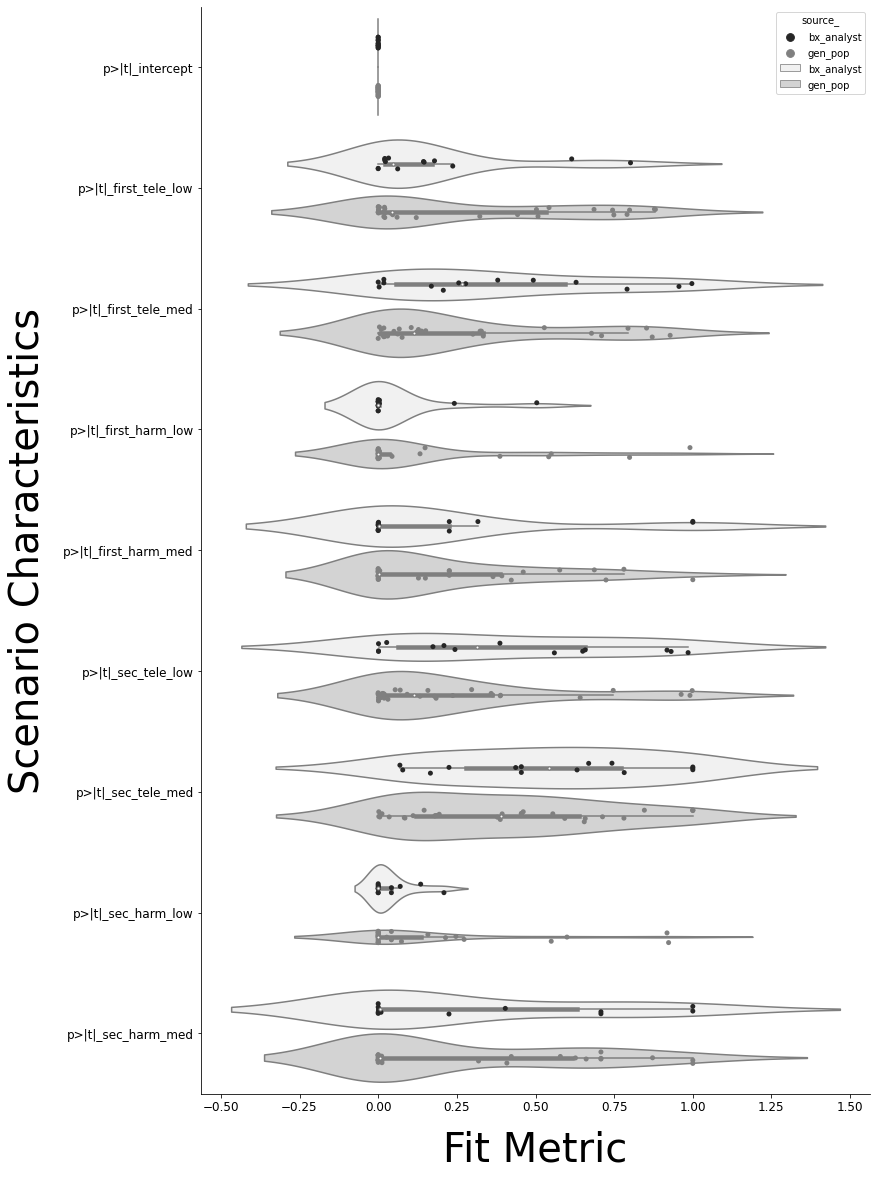 source_
bx_analyst
gen_pop
bx_analyst
gen_pop
p>|t|_intercept
p>|t|_first_tele_low
p>|t|_first_tele_med
p>|t|_first_harm_low
p>|t|_first_harm_med
p>|t|_sec_tele_low
p>|t|_sec_tele_med
p>|t|_sec_harm_low
p>|t|_sec_harm_med
Scenario Characteristics
−0.50 −0.25 0.00 0.25 0.50 0.75 1.00 1.25 1.50
Fit Metric